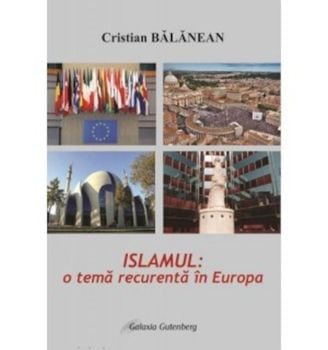 Cristian BĂLĂNEAN
ISLAMUL:
o temă recurentă în Europa
Galaxia Gutenberg